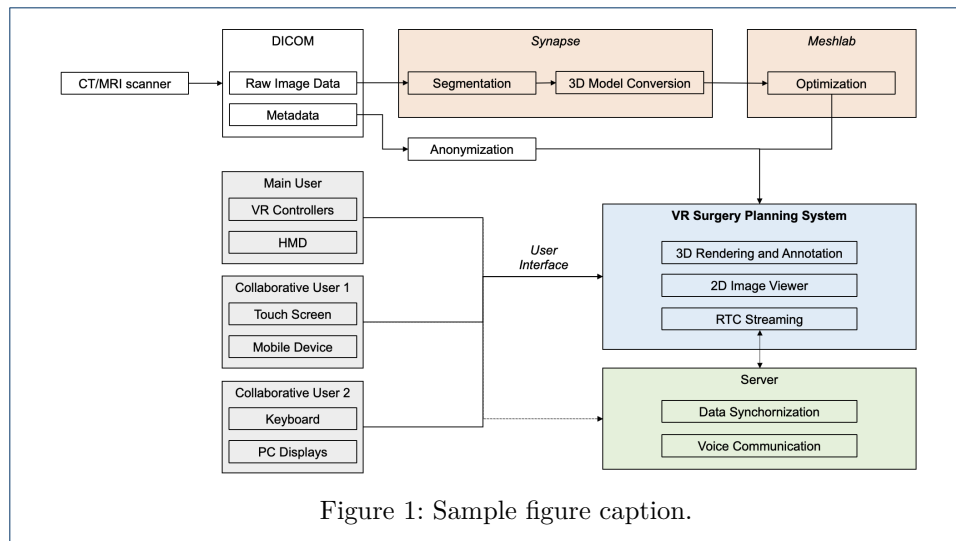 DICOM
Synapse
Meshlab
CT/MRI scanner
Raw Image Data
Segmentation
3D Model Conversion
Optimization
Metadata
Anonymization
Main User
VR Controllers
HMD
User
Interface
VR Surgery Planning System
3D Rendering and Annotation
2D Image Viewer
RTC Streaming
Collaborative User 1
Touch Screen
Mobile Device
Collaborative User 2
Keyboard
PC Displays
Server
Data Synchornization
Voice Communication
Figure 1: Sample figure caption.